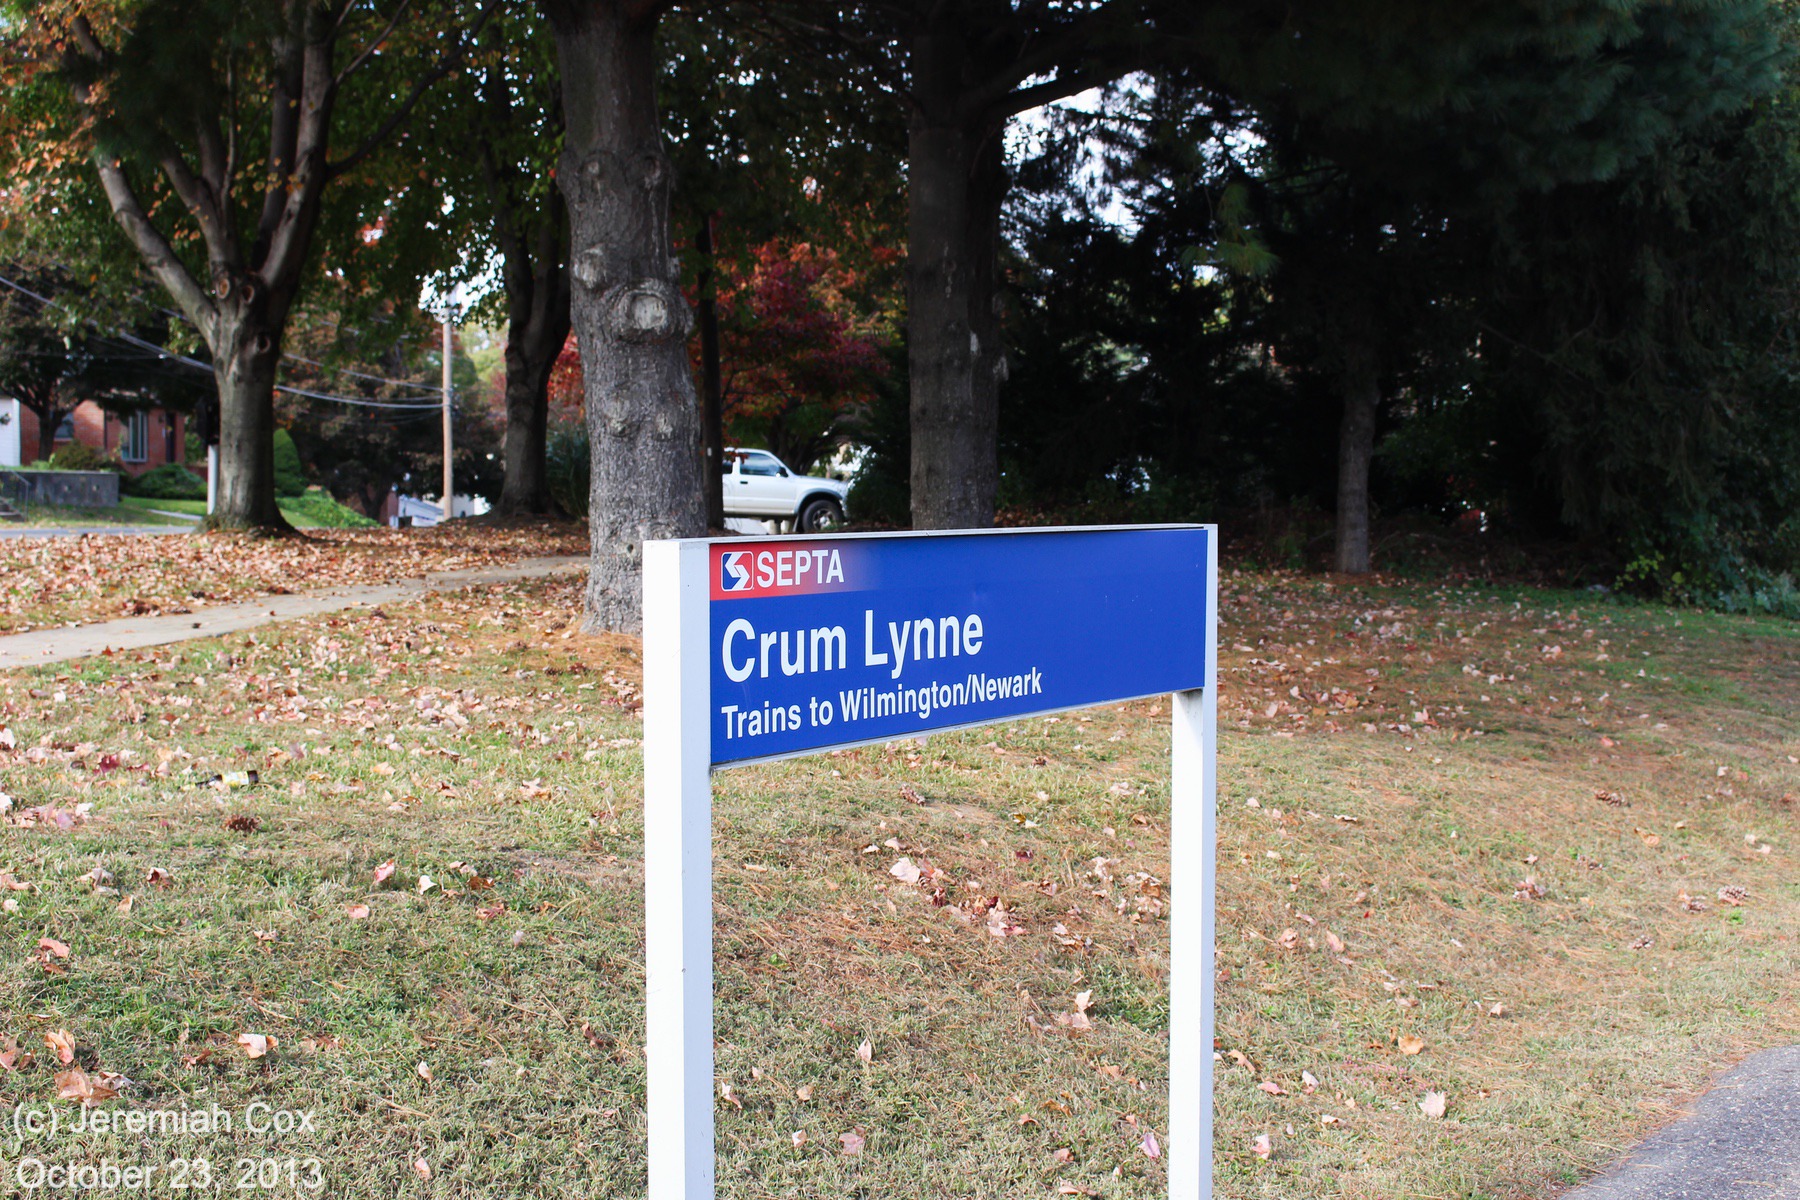 SEPTA
Crum Lynne
Trains to Wilmington/Newark
(c) Jeremiah Cox
October 23, 2013